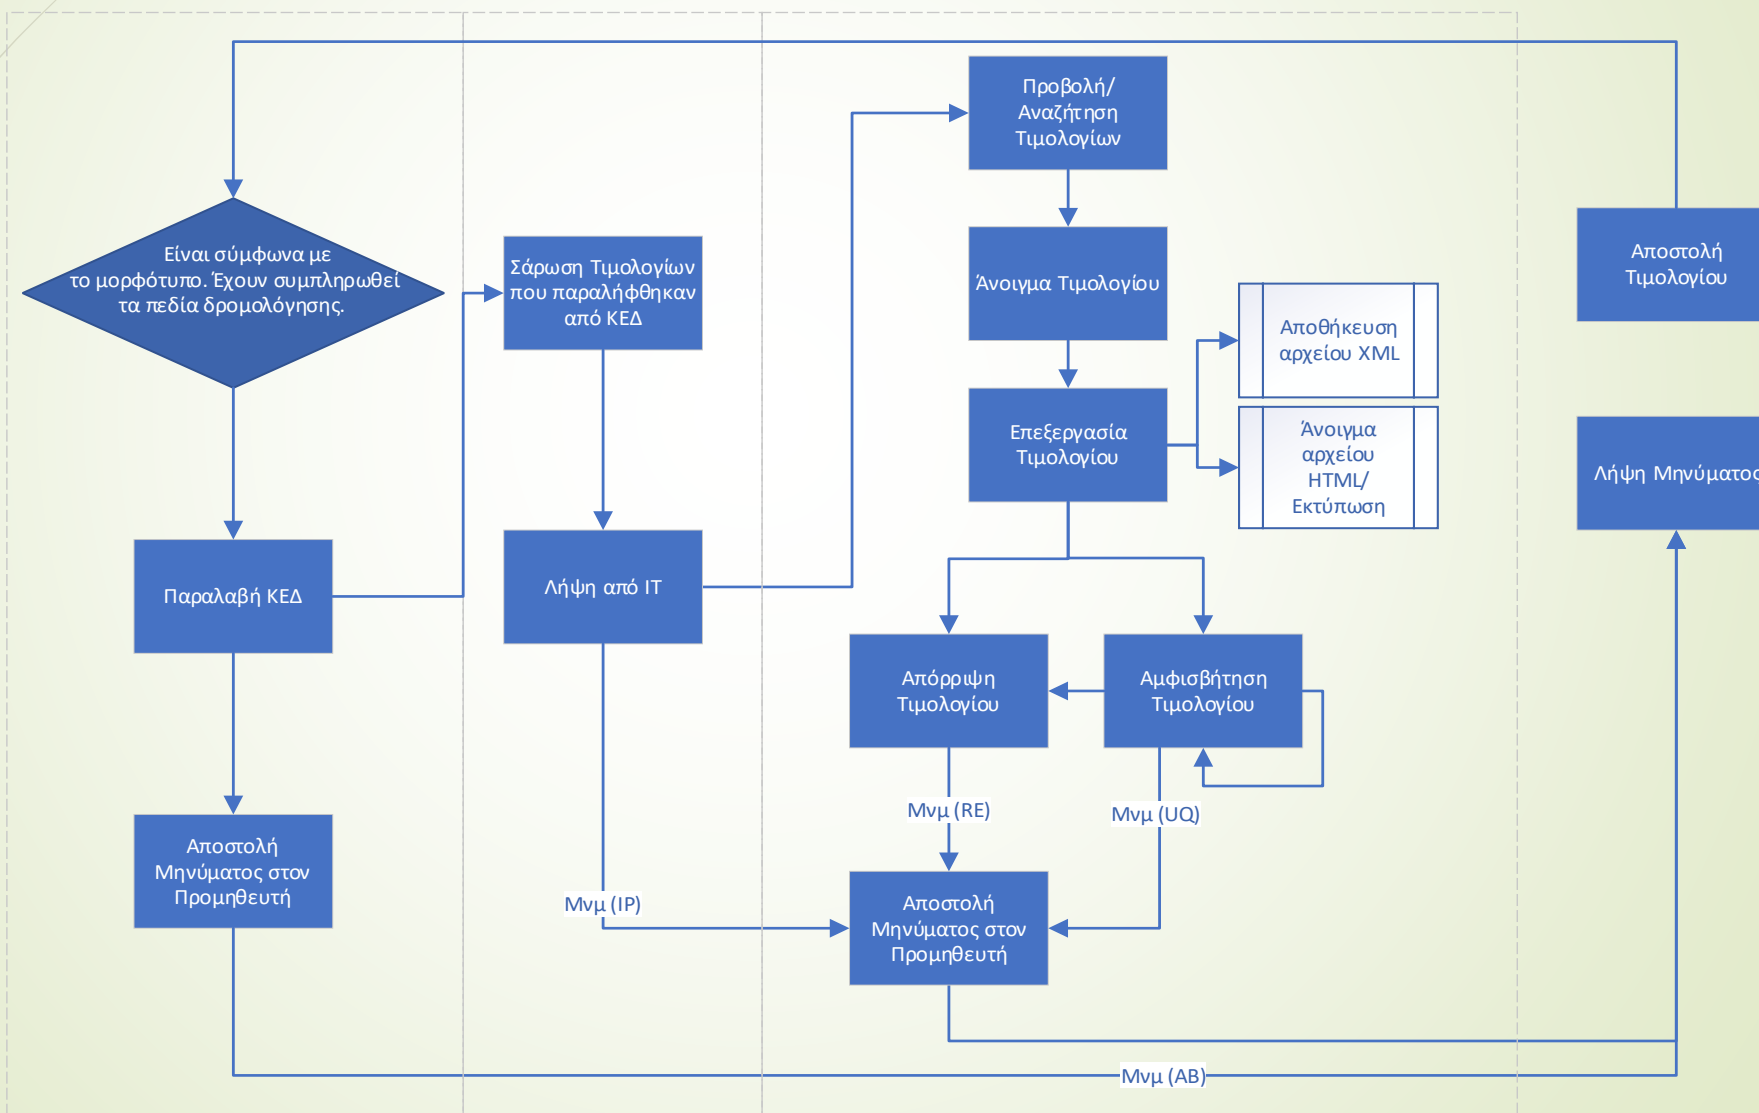 Προβολή/
Αναζήτηση
Τιμολογίων
Είναι σύμφωνα με
το μορφότυπο. Έχουν συμπληρωθεί
τα πεδία δρομολόγησης.
Σάρωση Τιμολογίων
που παραλήφθηκαν
από ΚΕΔ
Άνοιγμα Τιμολογίου
Αποστολή
Τιμολογίου
Αποθήκευση
αρχείου XML
Επεξεργασία
Τιμολογίου
Άνοιγμα
αρχείου
HTML/
Εκτύπωση
Λήψη Μηνύματος
Παραλαβή ΚΕΔ
Λήψη από IT
Απόρριψη
Τιμολογίου
Αμφισβήτηση
Τιμολογίου
Μνμ (RE)
Μνμ (UQ)
Αποστολή
Μηνύματος στον
Προμηθευτή
Μνμ (IP)
Αποστολή
Μηνύματος στον
Προμηθευτή
Μνμ (AB)